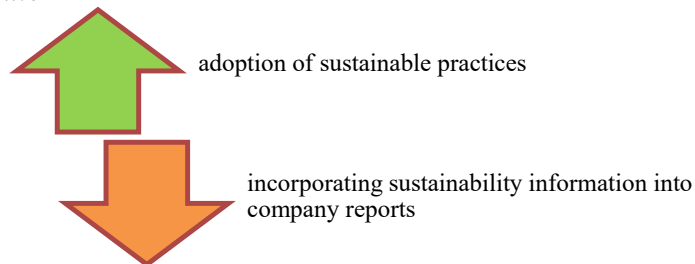 adoption of sustainable practices
incorporating sustainability information into
company reports